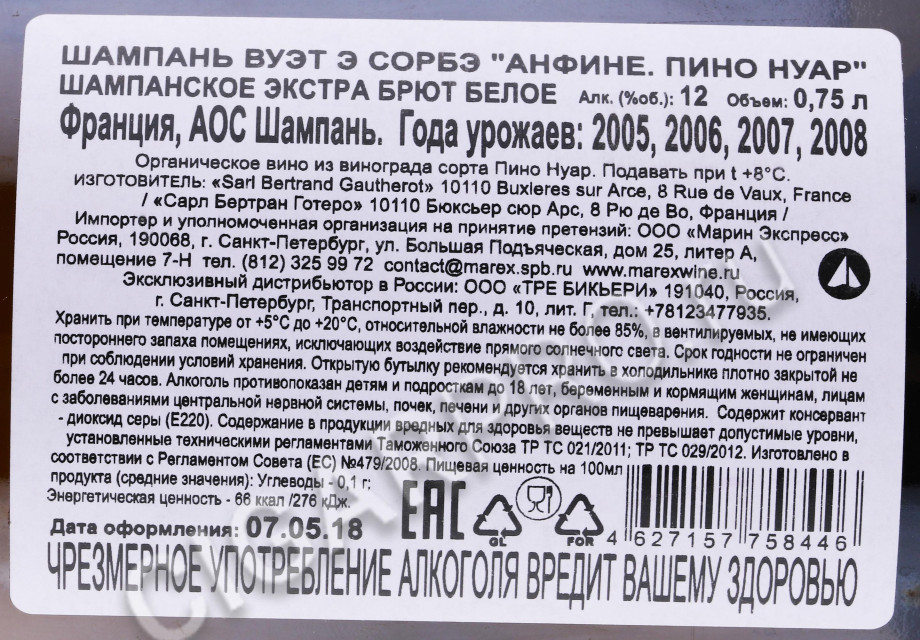 ШАМПАНЬ ВУЭТ Э СОРБЭ "АНФИНЕ. ПИНО НУАР"
ШАМПАНСКОЕ ЭКСТРА БРЮТ БЕЛОЕ Алк. (%об.): 12 Объем: 0,75 л
Франция, АОС Шампань. Года урожаев: 2005, 2006, 2007, 2008
Органическое вино из винограда сорта Пино Нуар. Подавать при t +8°С.
ИЗГОТОВИТЕЛЬ: «Sarl Bertrand Gautherot» 10110 Buxieres sur Arce, 8 Rue de Vaux, France
/ «Сарл Бертран Готеро» 10110 Бюксьер сюр Арс, 8 Рю де Во, Франция /
Импортер и уполномоченная организация на принятие претензий: ООО «Марин Экспресс»
Россия, 190068, г. Санкт-Петербург, ул. Большая Подъяческая, дом 25, литер А,
помещение 7-Н тел. (812) 325 99 72 contact@marex.spb.ru www.marexwine.ru
Эксклюзивный дистрибьютор в России: ООО «ТРЕ БИКЬЕРИ» 191040, Россия,
г. Санкт-Петербург, Транспортный пер., д. 10, лит. Г, тел.: +78123477935.
Хранить при температуре от +5°С до +20°С, относительной влажности не более 85%, в вентилируемых, не имеющих
постороннего запаха помещениях, исключающих воздействие прямого солнечного света. Срок годности не ограничен
при соблюдении условий хранения. Открытую бутылку рекомендуется хранить в холодильнике плотно закрытой не
более 24 часов. Алкоголь противопоказан детям и подросткам до 18 лет, беременным и кормящим женщинам, лицам
с заболеваниями центральной нервной системы, почек, печени и других органов пищеварения. Содержит консервант
- диоксид серы (Е220). Содержание в продукции вредных для здоровья веществ не превышает допустимые уровни,
установленные техническими регламентами Таможенного Союза ТР ТС 021/2011; ТР ТС 029/2012. Изготовлено в
соответствии с Регламентом Совета (ЕС) №479/2008. Пищевая ценность на 100мл
продукта (средние значения): Углеводы - 0,1 г;
Энергетическая ценность - 66 ккал /276 кДж.
Дата оформления: 07.05.18 ЕАС GL FOR 4 627157 758446
ЧРЕЗМЕРНОЕ УПОТРЕБЛЕНИЕ АЛКОГОЛЯ ВРЕДИТ ВАШЕМУ ЗДОРОВЬЮ
CIGARPRO.ru